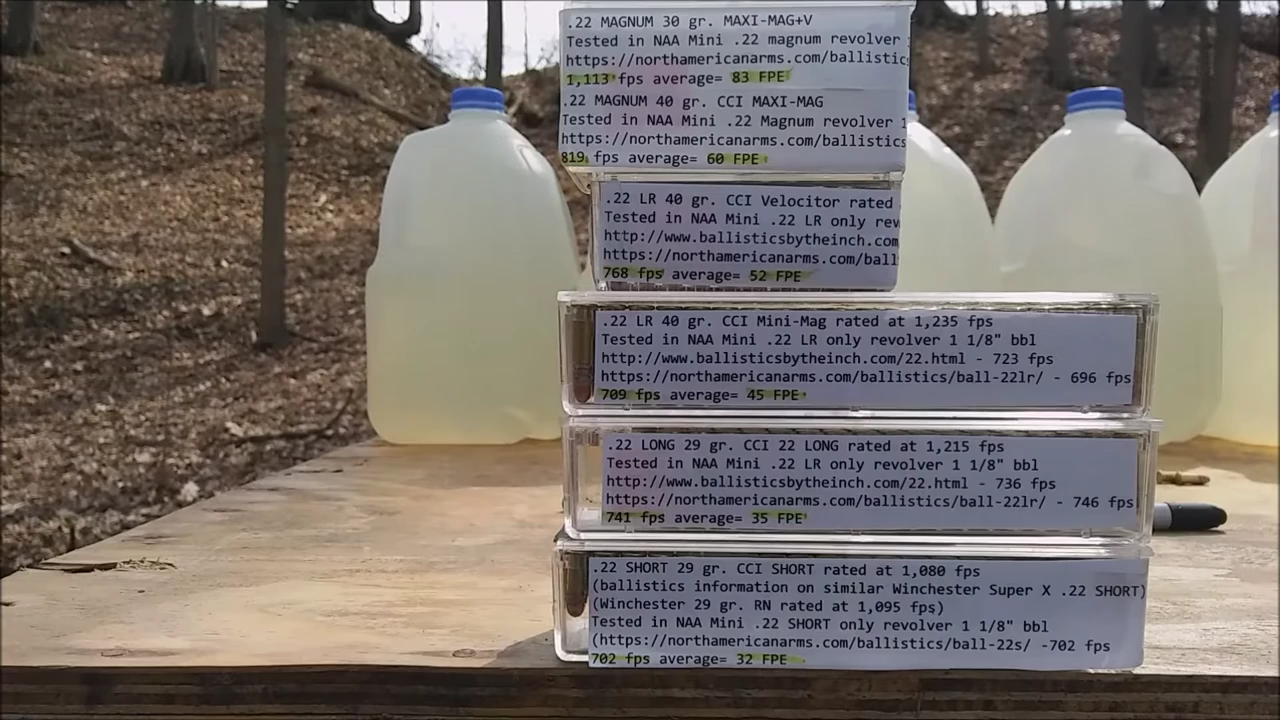 .22 MAGNUM 30 gr. MAXI-MAG+V
Tested in NAA Mini .22 magnum revolver
https://northamericanarms.com/ballistics
1,113 fps average= 83 FPE
.22 MAGNUM 40 gr. CCI MAXI-MAG
Tested in NAA Mini .22 Magnum revolver 1
https://northamericanarms.com/ballistics
819 fps average= 60 FPE
.22 LR 40 gr. CCI Velocitor rated
Tested in NAA Mini .22 LR only rev
http://www.ballisticsbytheinch.com
https://northamericanarms.com/ball
768 fps average= 52 FPE
.22 LR 40 gr. CCI Mini-Mag rated at 1,235 fps
Tested in NAA Mini .22 LR only revolver 1 1/8" bbl
http://www.ballisticsbytheinch.com/22.html - 723 fps
https://northamericanarms.com/ballistics/ball-22lr/ - 696 fps
709 fps average= 45 FPE
.22 LONG 29 gr. CCI 22 LONG rated at 1,215 fps
Tested in NAA Mini .22 LR only revolver 1 1/8" bbl
http://www.ballisticsbytheinch.com/22.html - 736 fps
https://northamericanarms.com/ballistics/ball-22lr/ - 746 fps
741 fps average= 35 FPE
.22 SHORT 29 gr. CCI SHORT rated at 1,080 fps
(ballistics information on similar Winchester Super X .22 SHORT)
(Winchester 29 gr. RN rated at 1,095 fps)
Tested in NAA Mini .22 SHORT only revolver 1 1/8" bbl
(https://northamericanarms.com/ballistics/ball-22s/ -702 fps
702 fps average= 32 FPE